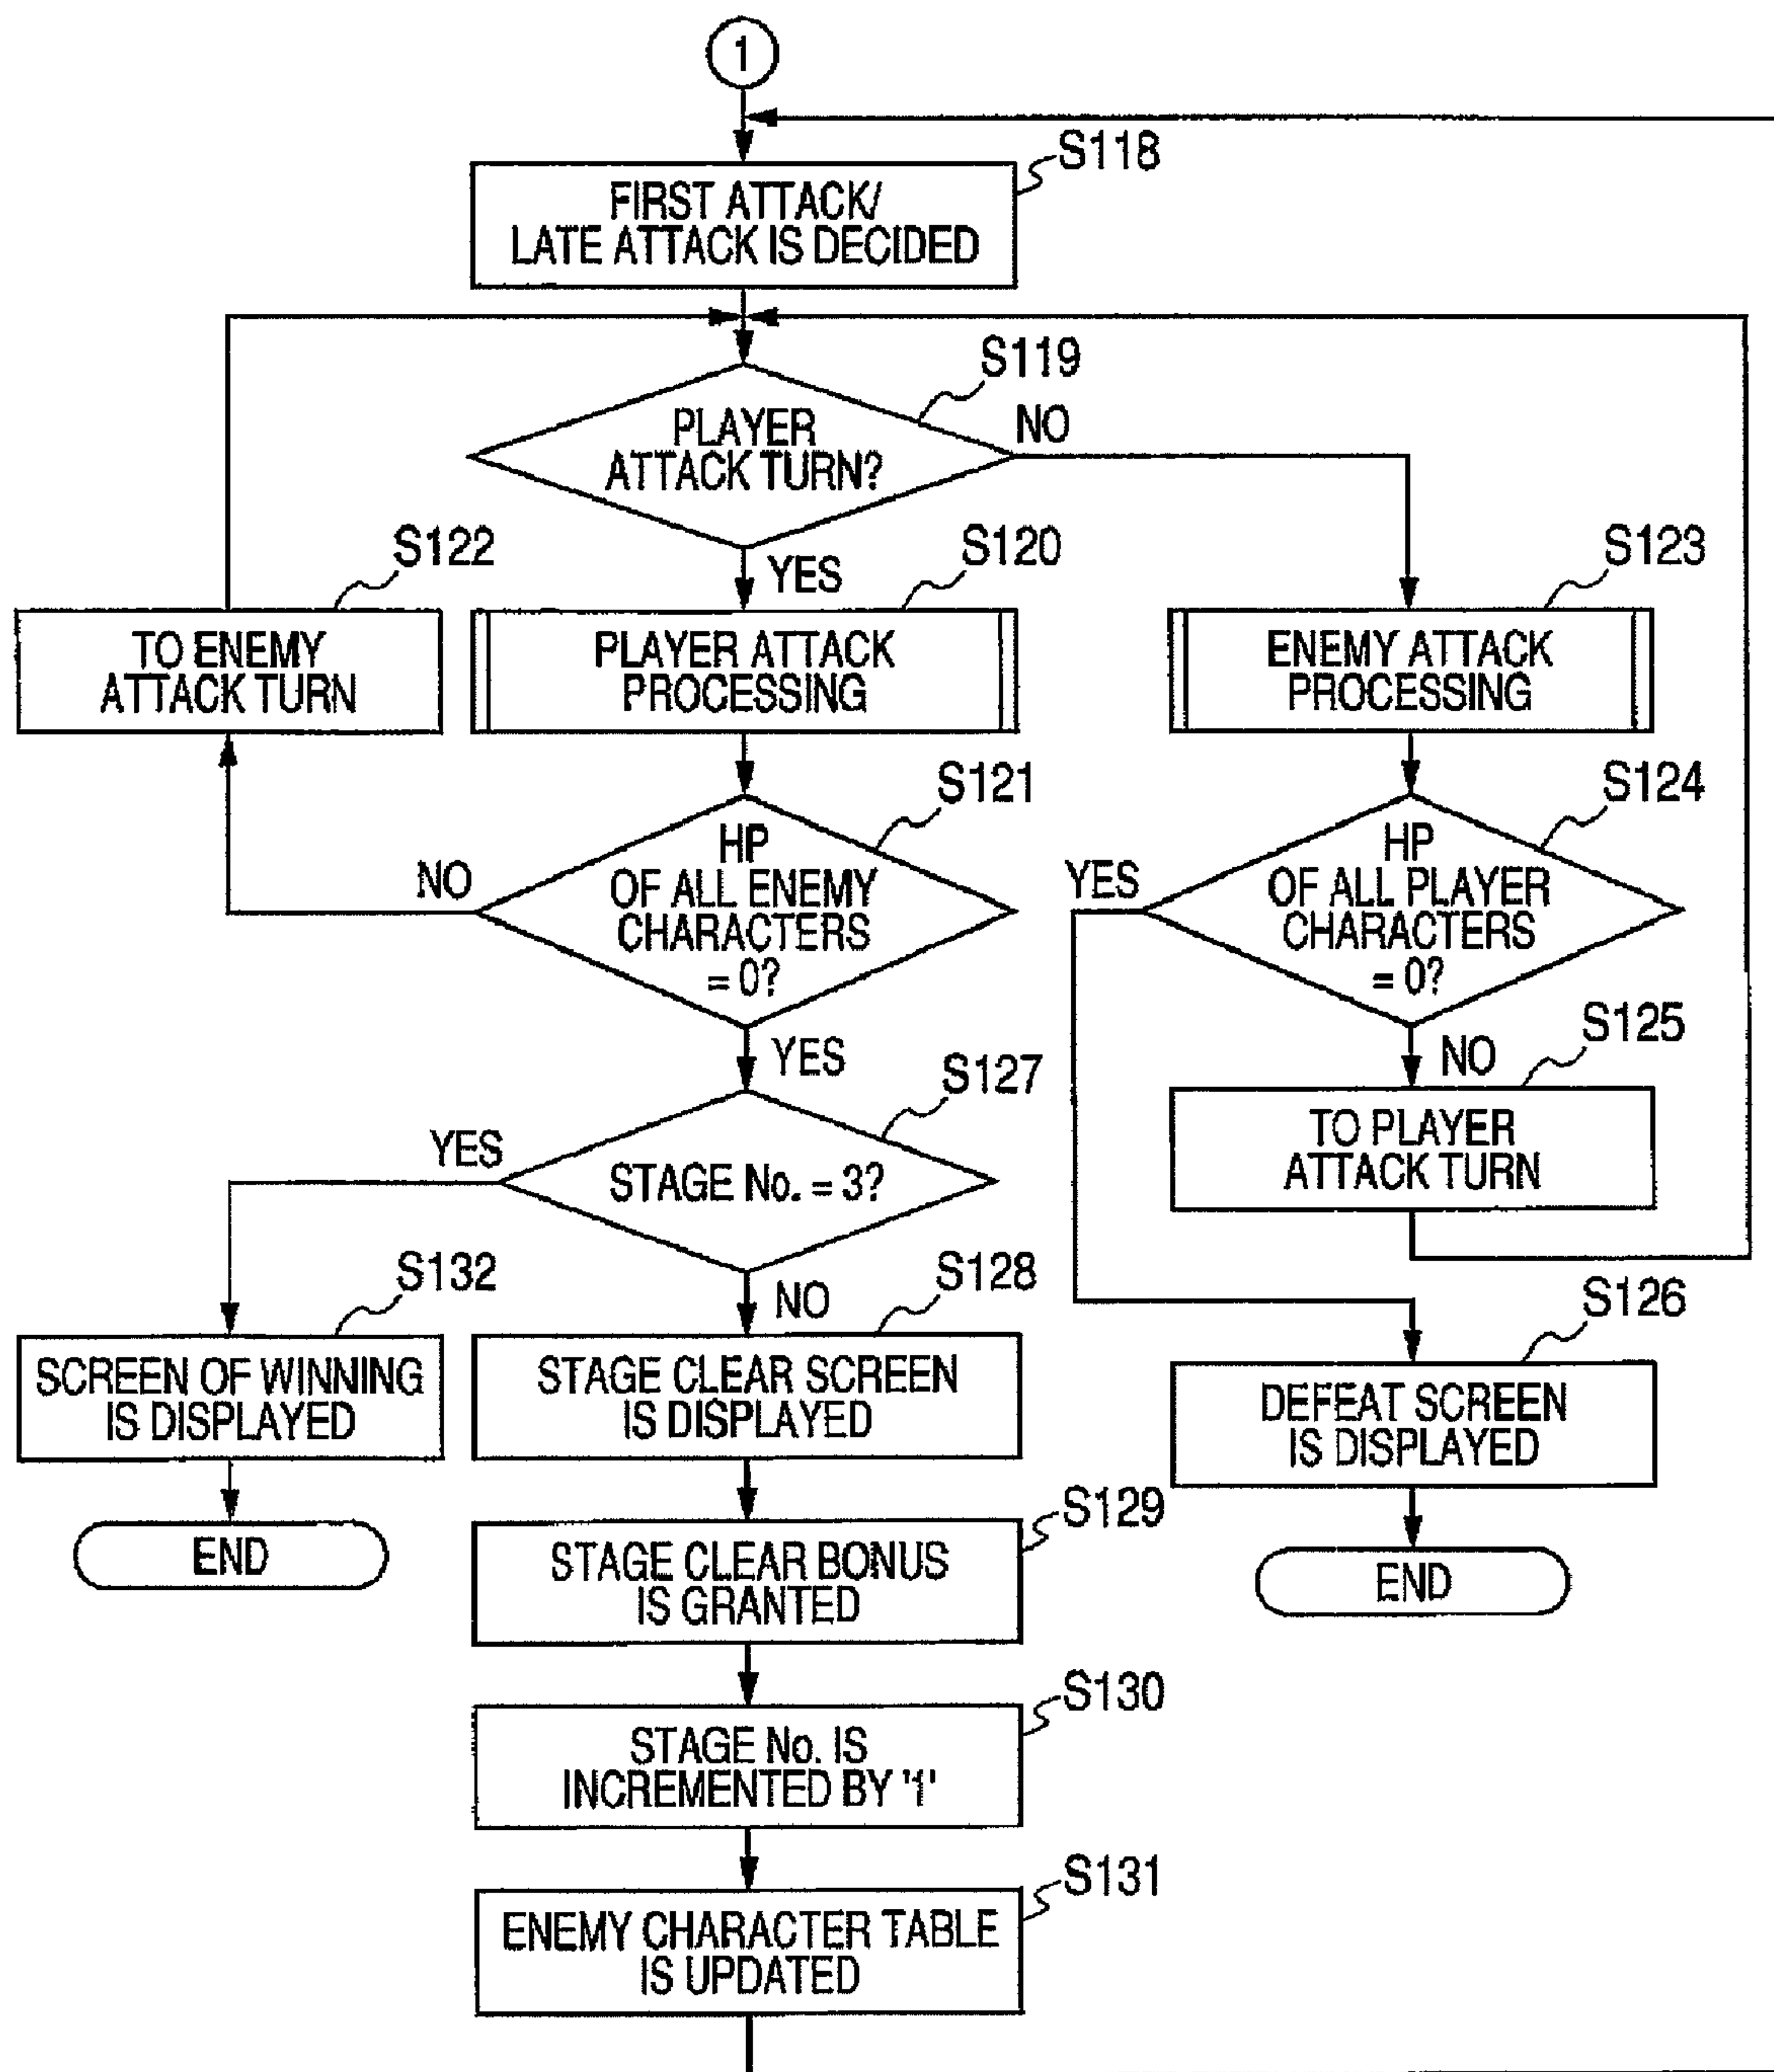 1
S118
FIRST ATTACK/
LATE ATTACK IS DECIDED
S119
PLAYER
ATTACK TURN?
NO
YES
S122
TO ENEMY
ATTACK TURN
S120
PLAYER ATTACK
PROCESSING
S123
ENEMY ATTACK
PROCESSING
S121
HP
OF ALL ENEMY
CHARACTERS
= 0?
NO
YES
S124
HP
OF ALL PLAYER
CHARACTERS
= 0?
YES
NO
S125
TO PLAYER
ATTACK TURN
S127
STAGE No. = 3?
YES
NO
S132
SCREEN OF WINNING
IS DISPLAYED
END
S128
STAGE CLEAR SCREEN
IS DISPLAYED
S126
DEFEAT SCREEN
IS DISPLAYED
END
S129
STAGE CLEAR BONUS
IS GRANTED
S130
STAGE No. IS
INCREMENTED BY '1'
S131
ENEMY CHARACTER TABLE
IS UPDATED